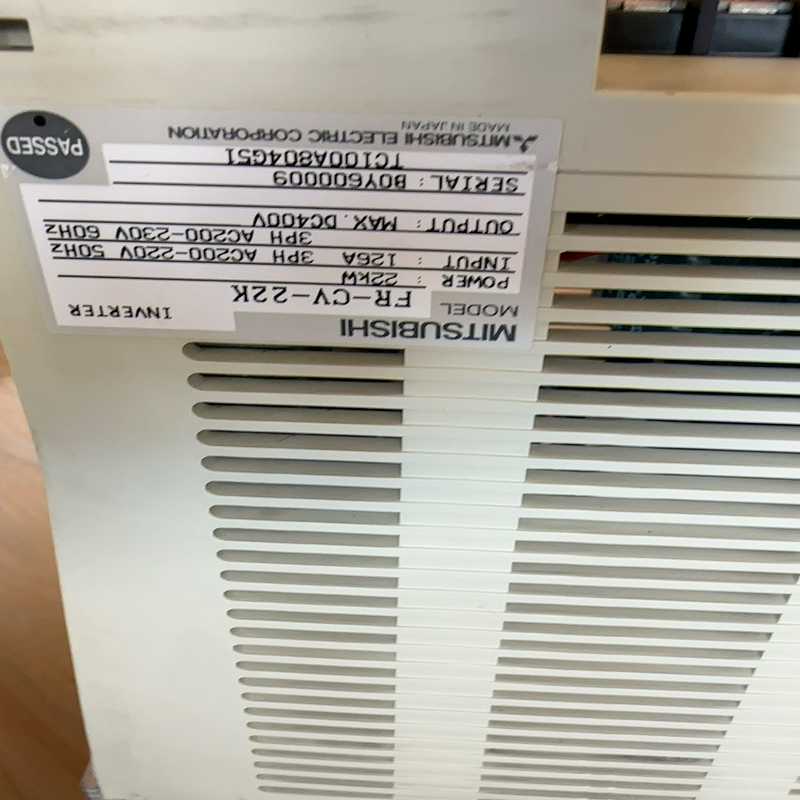 MITSUBISHI
MODEL FR-CV-22K INVERTER
POWER : 22KW
INPUT : 126A 3PH AC200-220V 50HZ
3PH AC200-230V 60HZ
OUTPUT: MAX. DC400V
SERIAL: B0Y600009
TC100A804G51
MITSUBISHI ELECTRIC CORPORATION
MADE IN JAPAN
PASSED